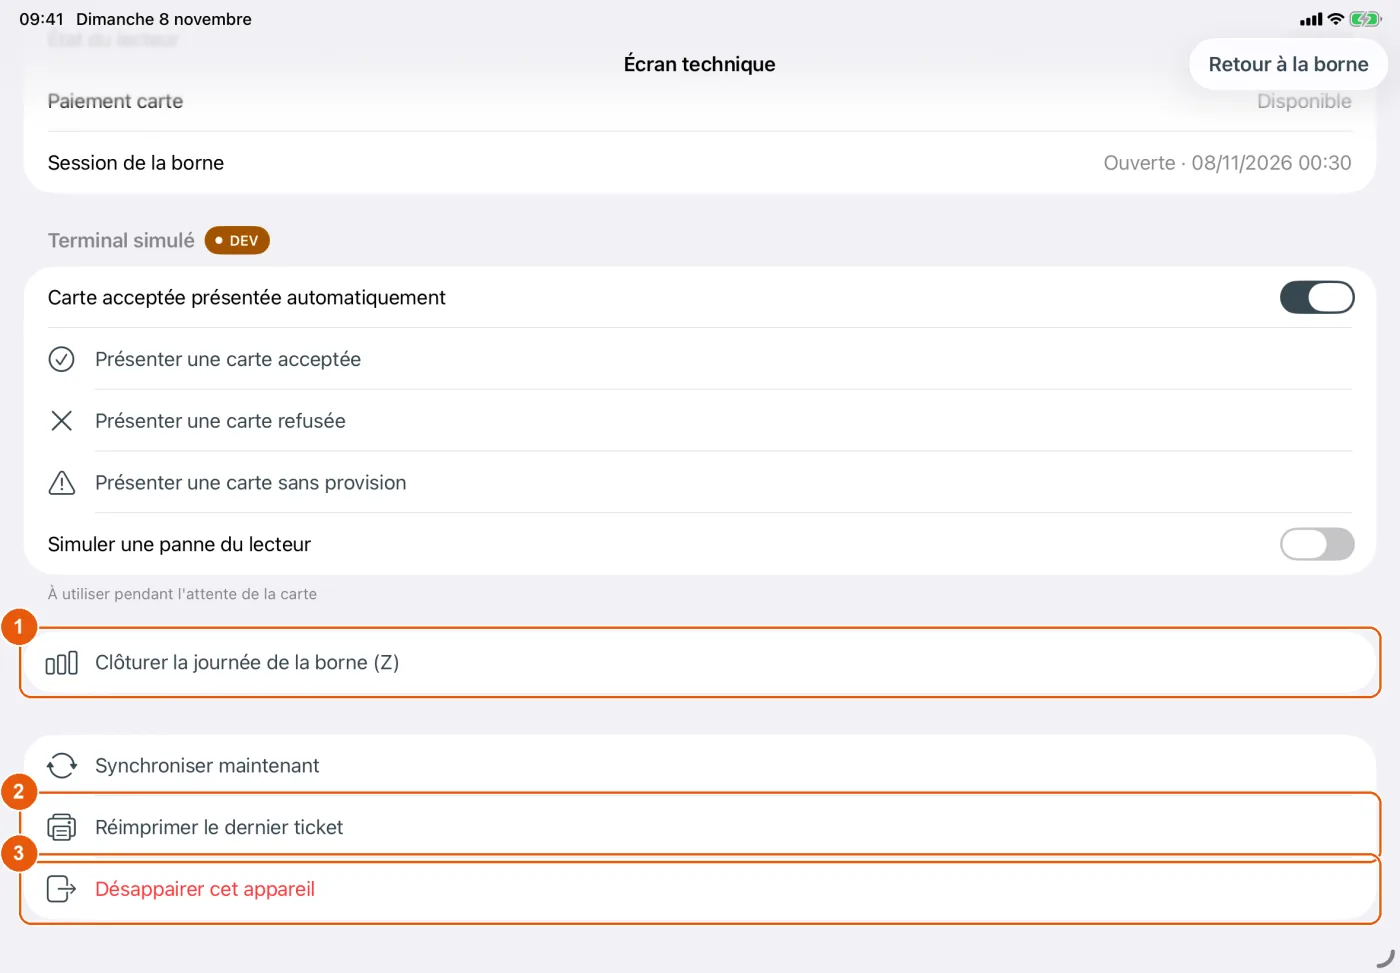 09:41 Dimanche 8 novembre
État du lecteur
Écran technique
Retour à la borne
Paiement carte
Disponible
Session de la borne
Ouverte · 08/11/2026 00:30
Terminal simulé
DEV
Carte acceptée présentée automatiquement
Présenter une carte acceptée
Présenter une carte refusée
Présenter une carte sans provision
Simuler une panne du lecteur
À utiliser pendant l'attente de la carte
1
Clôturer la journée de la borne (Z)
Synchroniser maintenant
2
Réimprimer le dernier ticket
3
Désappairer cet appareil